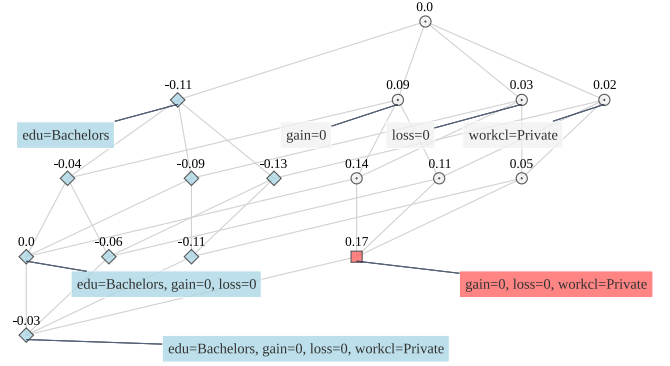 0.0
-0.11
0.09
0.03
0.02
edu=Bachelors
gain=0
loss=0
workcl=Private
-0.04
-0.09
-0.13
0.14
0.11
0.05
0.0
-0.06
-0.11
0.17
edu=Bachelors, gain=0, loss=0
gain=0, loss=0, workcl=Private
-0.03
edu=Bachelors, gain=0, loss=0, workcl=Private